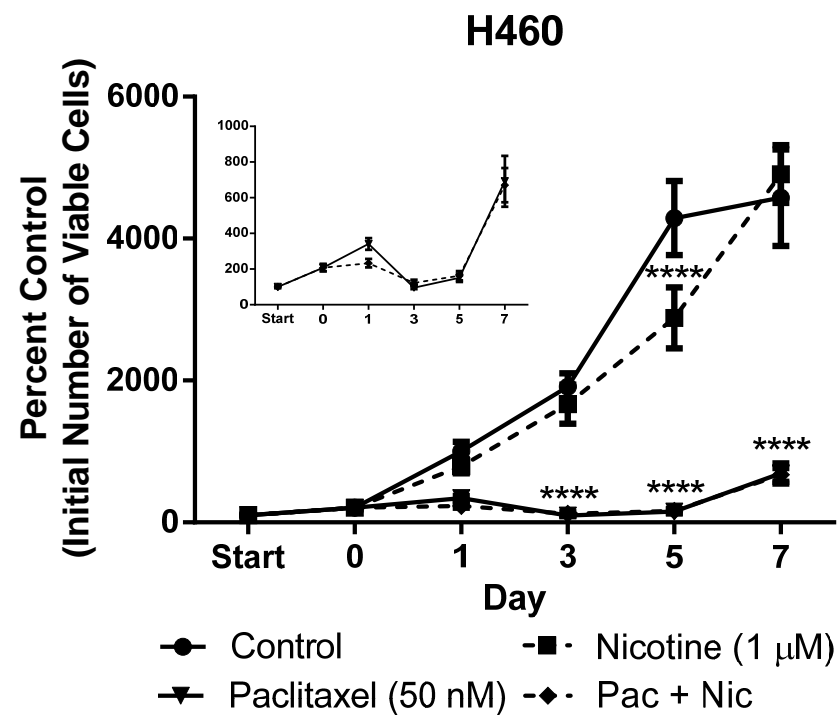 H460
Percent Control
(Initial Number of Viable Cells)
6000
4000
2000
0
1000
800
600
400
200
0
Start 0 1 3 5 7
****
**** **** ****
Start 0 1 3 5 7
Day
Control Nicotine (1 μM)
Paclitaxel (50 nM) Pac + Nic